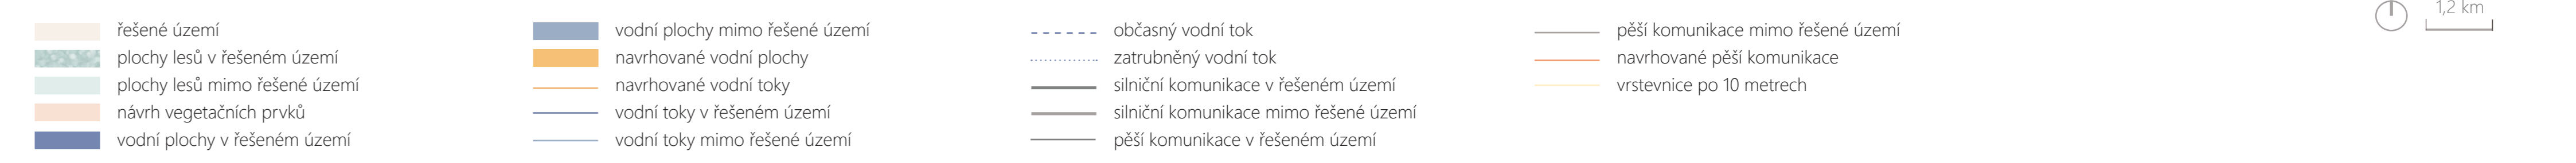 řešené území
plochy lesů v řešeném území
plochy lesů mimo řešené území
návrh vegetačních prvků
vodní plochy v řešeném území
vodní plochy mimo řešené území
navrhované vodní plochy
navrhované vodní toky
vodní toky v řešeném území
vodní toky mimo řešené území
občasný vodní tok
zatrubněný vodní tok
silniční komunikace v řešeném území
silniční komunikace mimo řešené území
pěší komunikace v řešeném území
pěší komunikace mimo řešené území
navrhované pěší komunikace
vrstevnice po 10 metrech
1,2 km